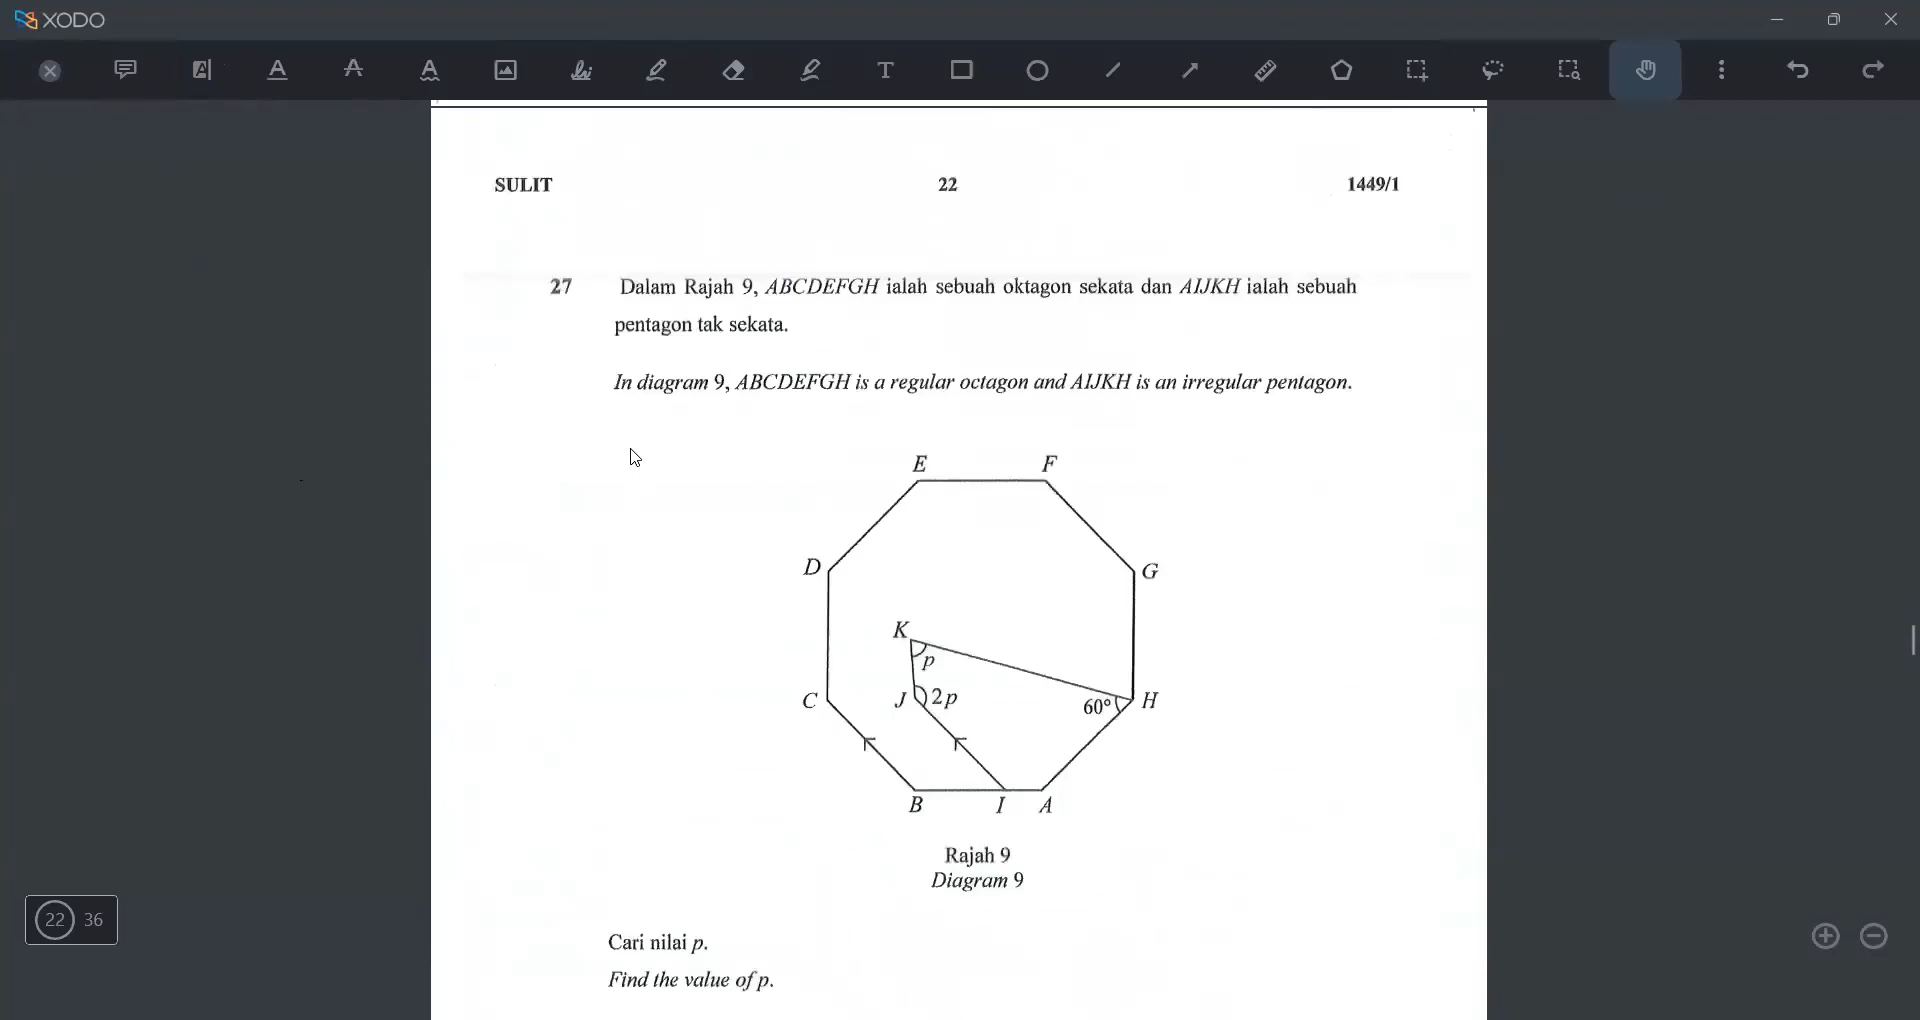 XODO
SULIT 22 1449/1
27 Dalam Rajah 9, ABCDEFGH ialah sebuah oktagon sekata dan AIJKH ialah sebuah
pentagon tak sekata.
In diagram 9, ABCDEFGH is a regular octagon and AIJKH is an irregular pentagon.
E F
D G
K
p
C J 2p 60° H
B I A
Rajah 9
Diagram 9
22 36
Cari nilai p.
Find the value of p.